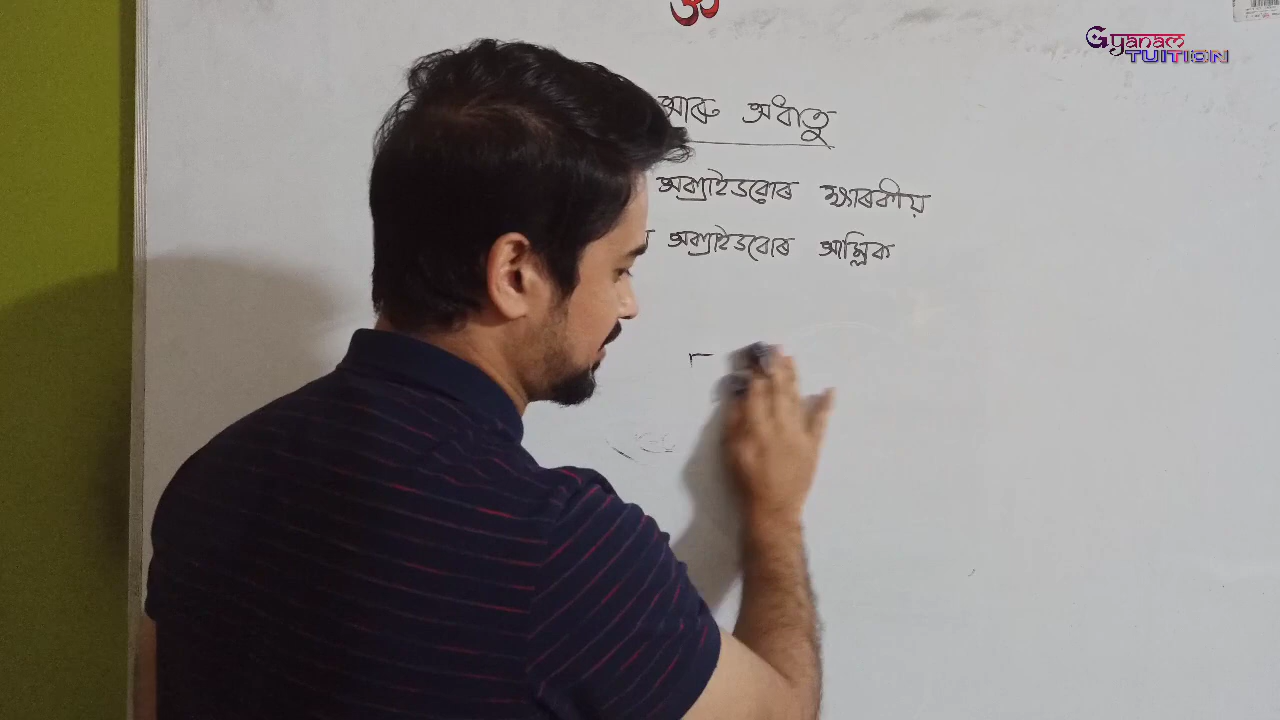 ॐ
Gyanam
TUITION
আৰু অধাতু
অক্সাইডবোৰ ক্ষাৰকীয়
অক্সাইডবোৰ আম্লিক